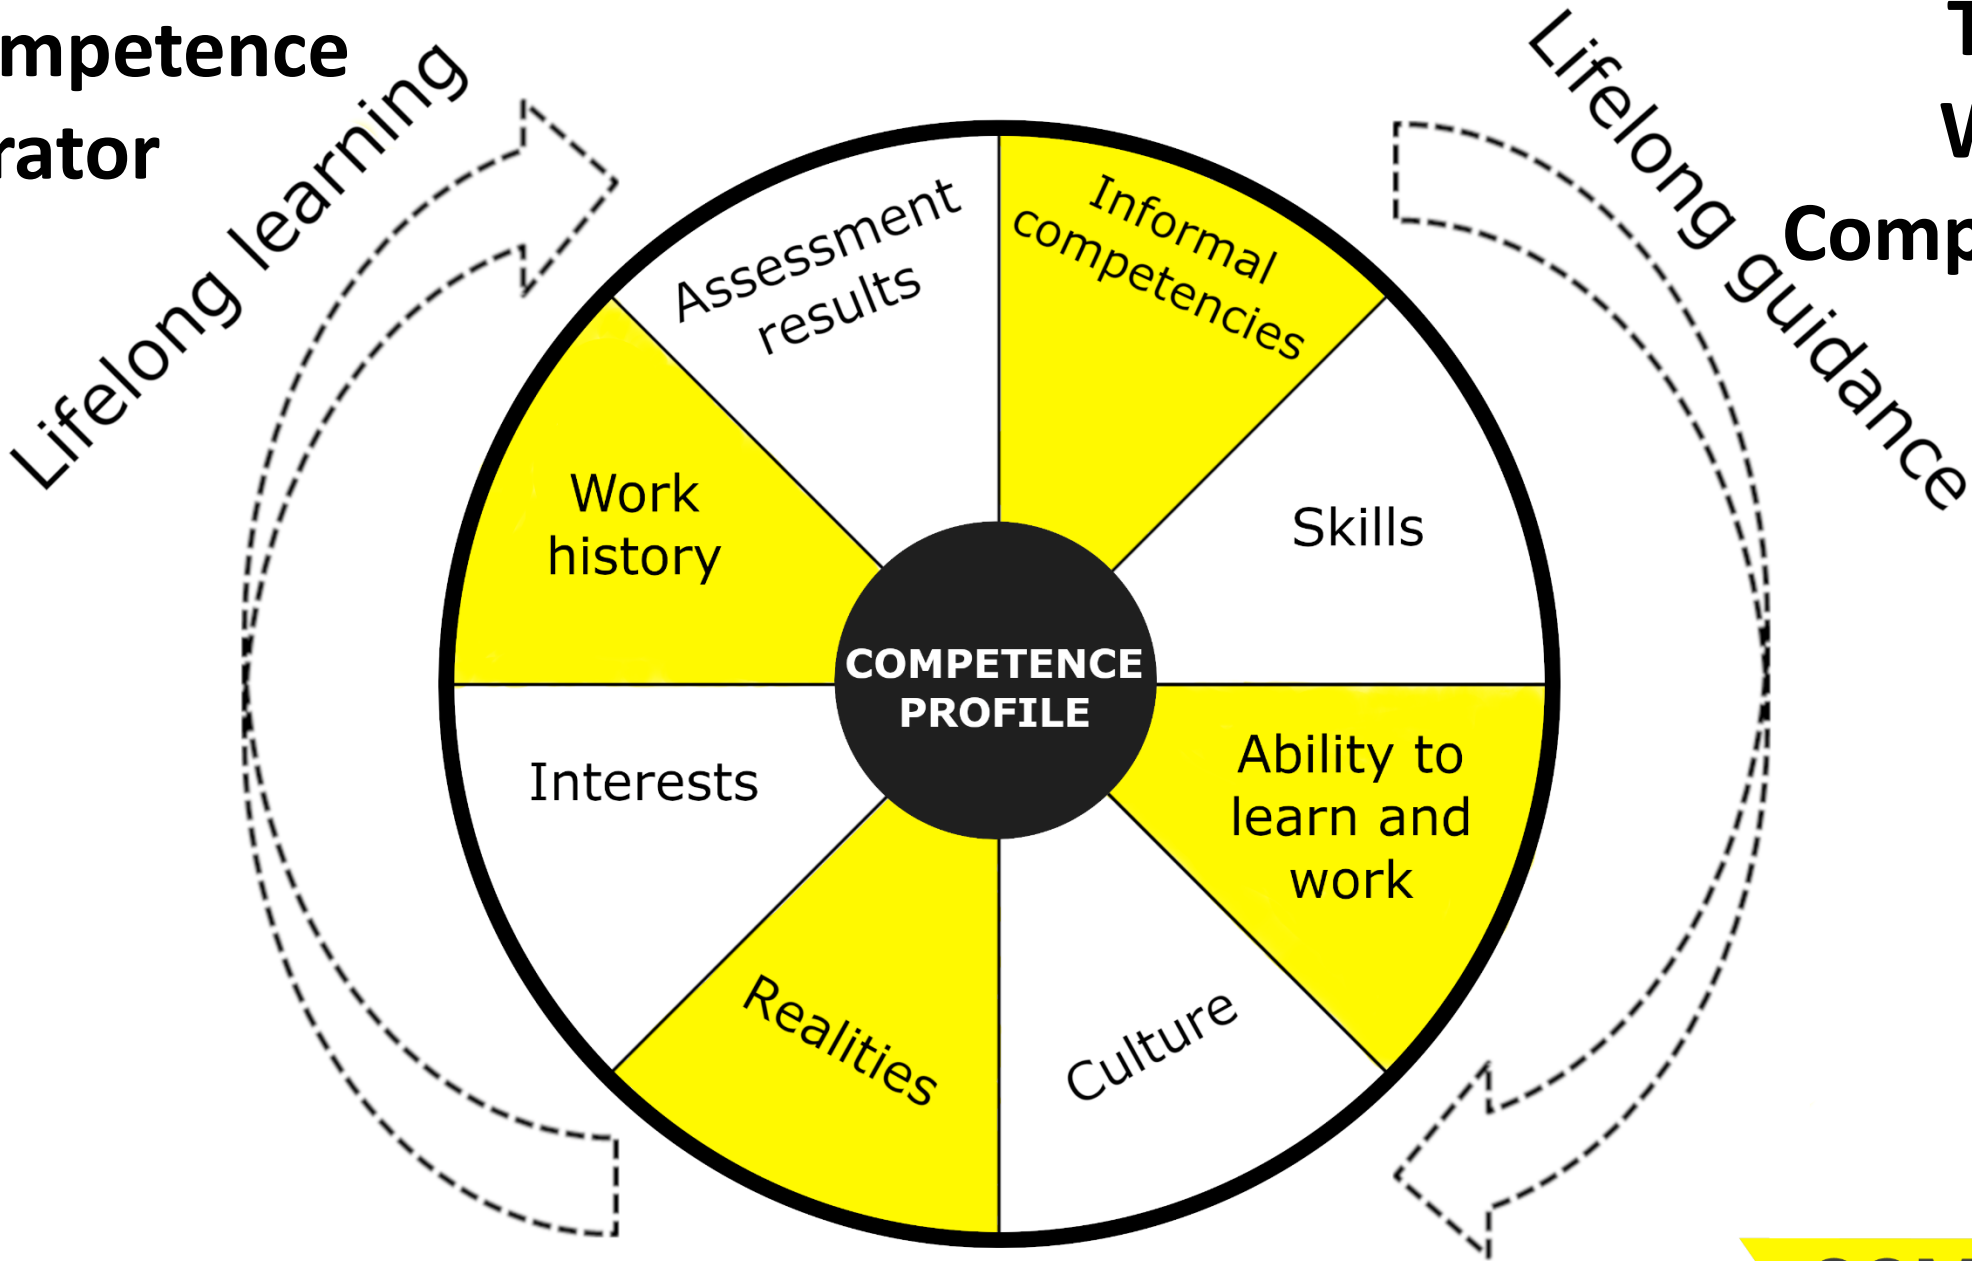 mpetence
rator
Lifelong learning
Lifelong guidance
T
W
Comp
Assessment
results
Informal
competencies
Work
history
Skills
COMPETENCE
PROFILE
Interests
Ability to
learn and
work
Realities
Culture